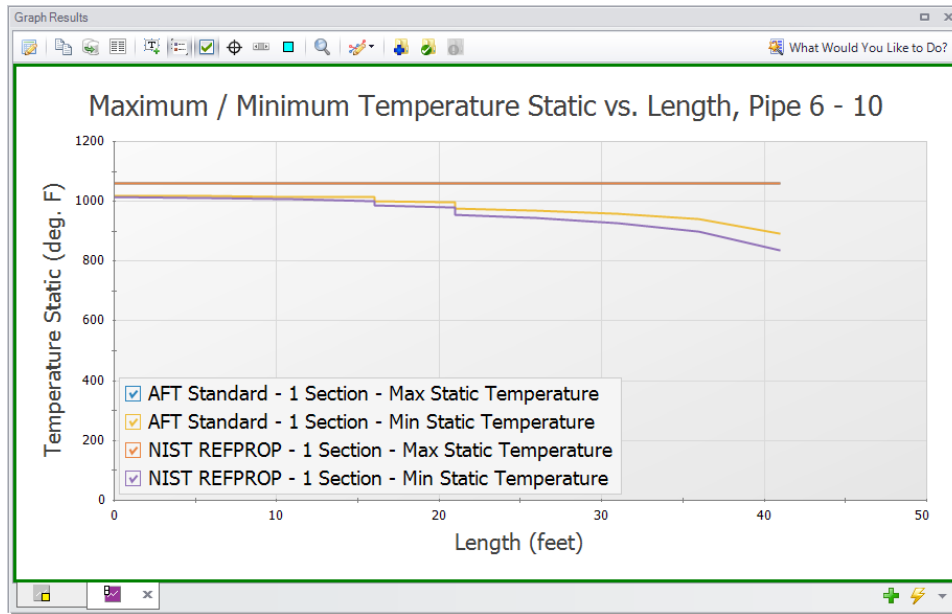 Graph Results
What Would You Like to Do?
Maximum / Minimum Temperature Static vs. Length, Pipe 6 - 10
Temperature Static (deg. F)
1200
1000
800
600
400
200
0
AFT Standard - 1 Section - Max Static Temperature
AFT Standard - 1 Section - Min Static Temperature
NIST REFPROP - 1 Section - Max Static Temperature
NIST REFPROP - 1 Section - Min Static Temperature
0 10 20 30 40 50
Length (feet)